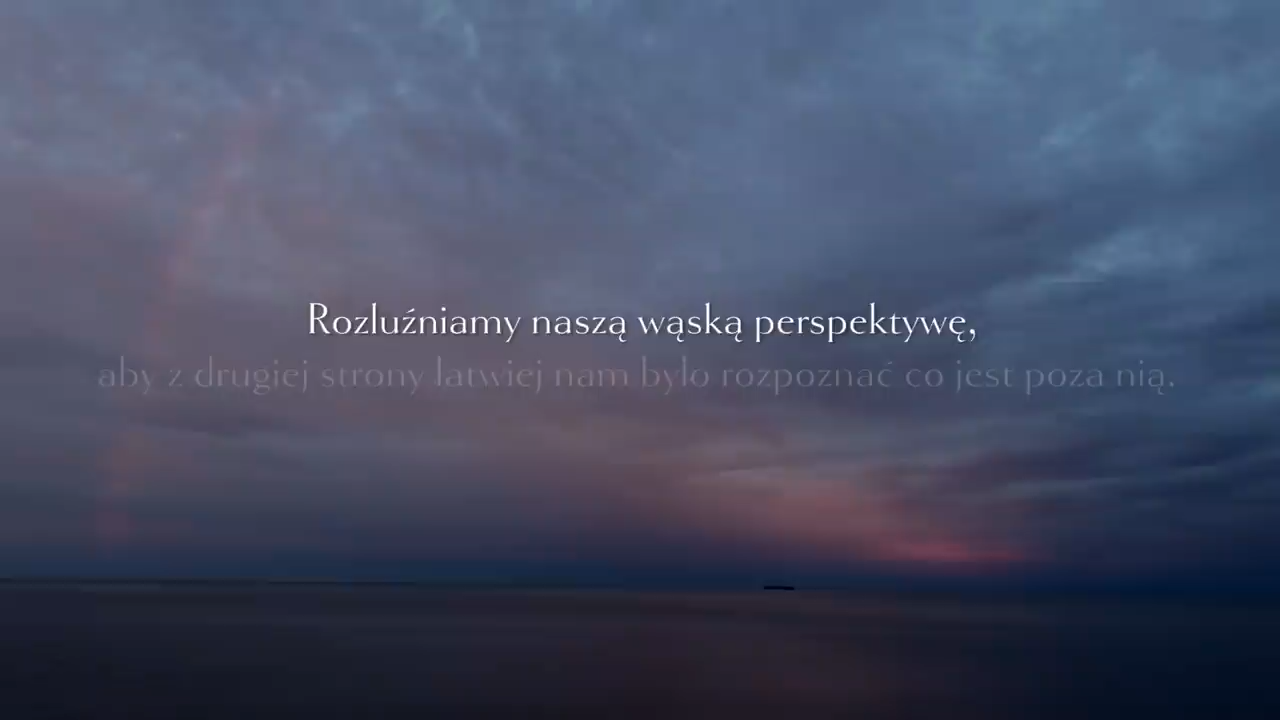 Rozluźniamy naszą wąską perspektywę,
aby z drugiej strony łatwiej nam było rozpoznać co jest poza nią.